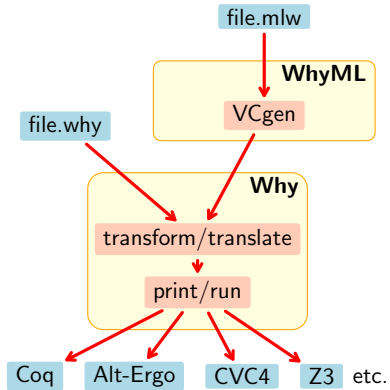 file.mlw
WhyML
file.why
VCgen
Why
transform/translate
print/run
Coq Alt-Ergo CVC4 Z3 etc.